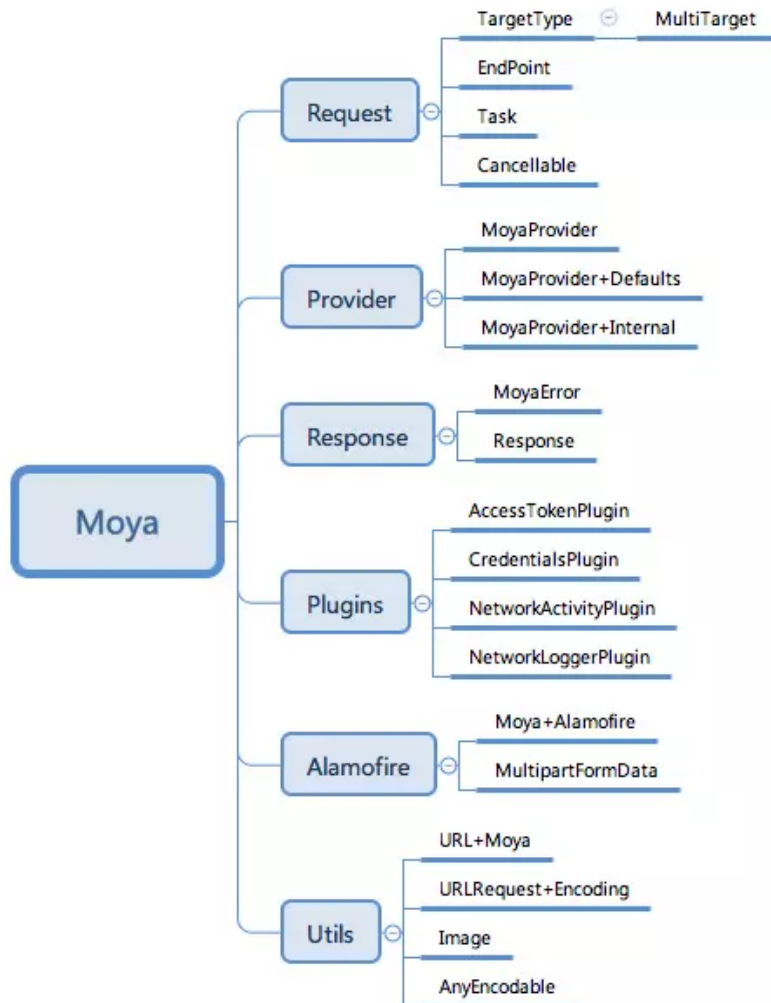 TargetType
MultiTarget
EndPoint
Request
Task
Cancellable
MoyaProvider
MoyaProvider+Defaults
Provider
MoyaProvider+Internal
MoyaError
Response
Response
Moya
AccessTokenPlugin
CredentialsPlugin
Plugins
NetworkActivityPlugin
NetworkLoggerPlugin
Moya+Alamofire
Alamofire
MultipartFormData
URL+Moya
URLRequest+Encoding
Utils
Image
AnyEncodable